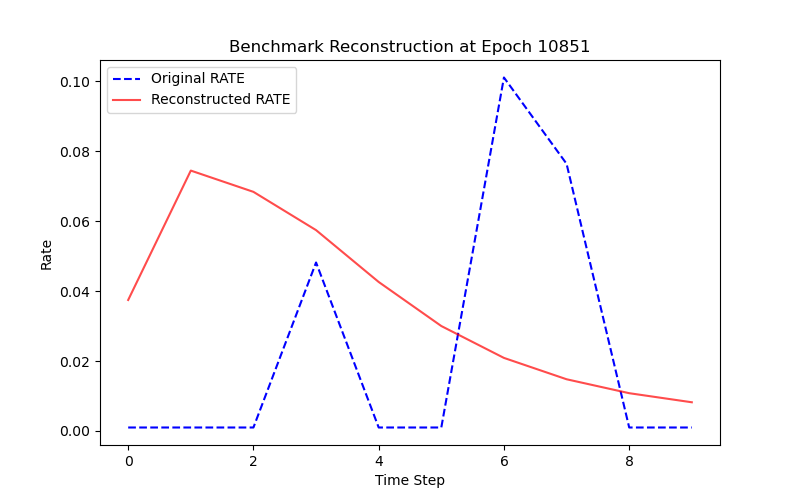 Benchmark Reconstruction at Epoch 10851
Original RATE
Reconstructed RATE
0.10
0.08
0.06
0.04
0.02
0.00
Rate
0 2 4 6 8
Time Step